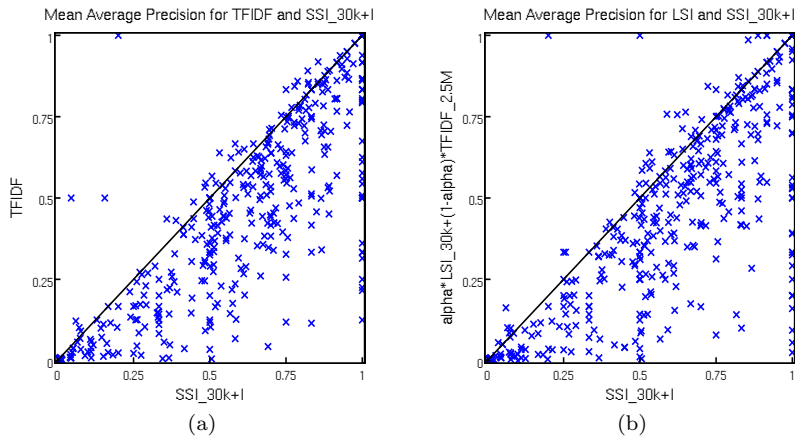 Mean Average Precision for TFIDF and SSI_30k+I
1
0.75
0.5
0.25
0
TFIDF
0 0.25 0.5 0.75 1
SSI_30k+I
(a)
Mean Average Precision for LSI and SSI_30k+I
1
0.75
0.5
0.25
0
alpha*LSI_30k+(1-alpha)*TFIDF_2.5M
0 0.25 0.5 0.75 1
SSI_30k+I
(b)